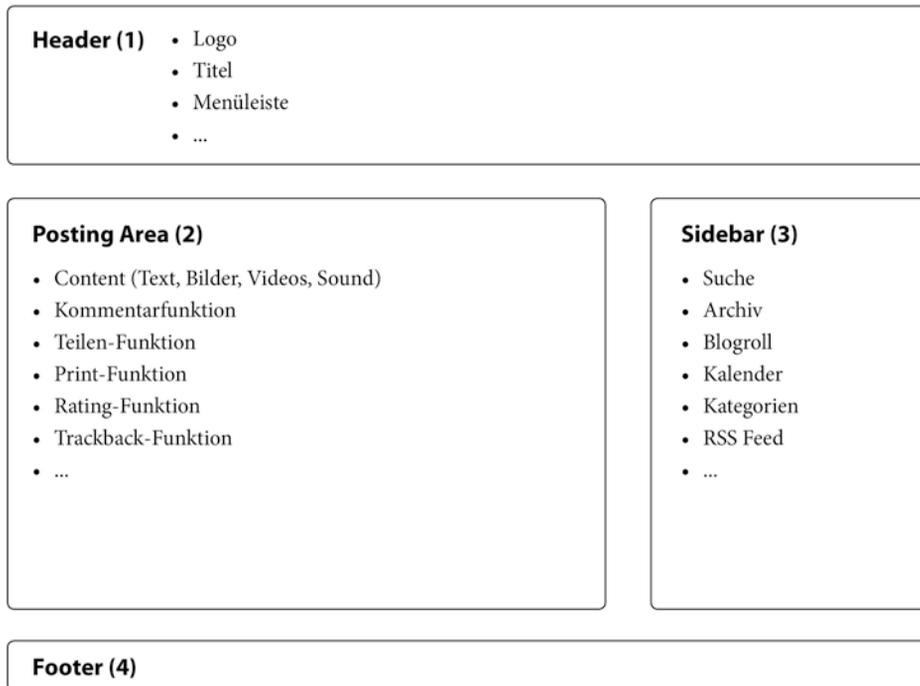 Header (1)
• Logo
• Titel
• Menüleiste
• ...
Posting Area (2)
• Content (Text, Bilder, Videos, Sound)
• Kommentarfunktion
• Teilen-Funktion
• Print-Funktion
• Rating-Funktion
• Trackback-Funktion
• ...
Sidebar (3)
• Suche
• Archiv
• Blogroll
• Kalender
• Kategorien
• RSS Feed
• ...
Footer (4)